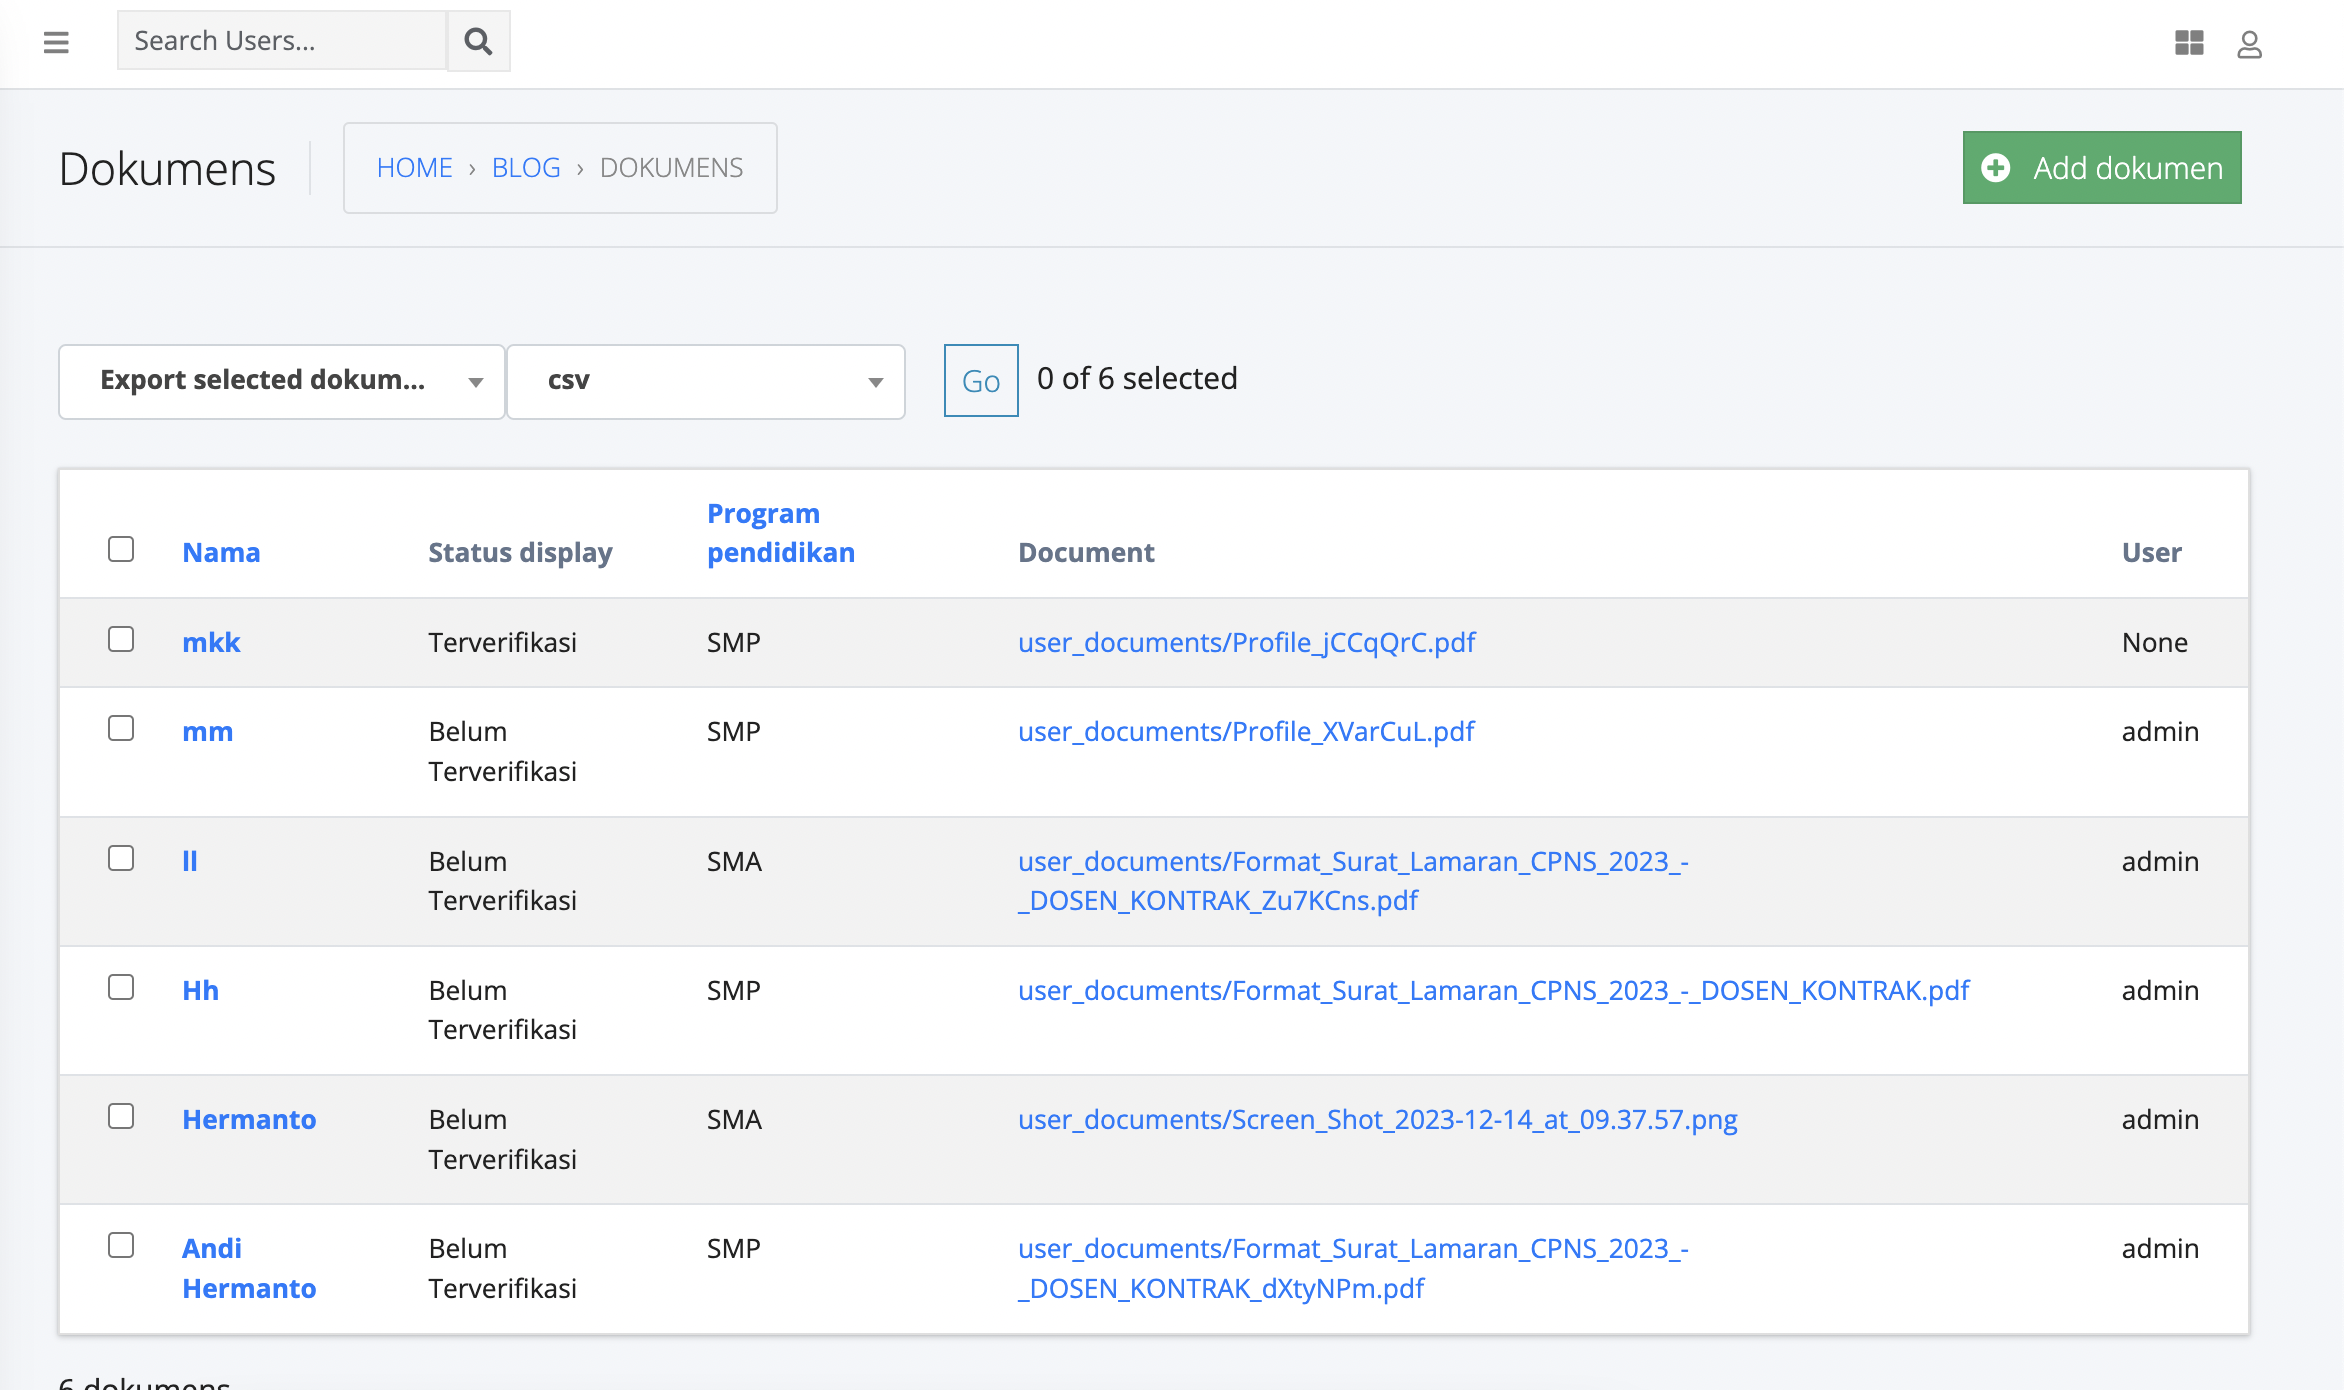 Search Users...
Dokumens
HOME › BLOG › DOKUMENS
Add dokumen
Export selected dokum...
csv
Go
0 of 6 selected
Nama
Status display
Program
pendidikan
Document
User
mkk
Terverifikasi
SMP
user_documents/Profile_jCCqQrC.pdf
None
mm
Belum
Terverifikasi
SMP
user_documents/Profile_XVarCuL.pdf
admin
ll
Belum
Terverifikasi
SMA
user_documents/Format_Surat_Lamaran_CPNS_2023_-
_DOSEN_KONTRAK_Zu7KCns.pdf
admin
Hh
Belum
Terverifikasi
SMP
user_documents/Format_Surat_Lamaran_CPNS_2023_-_DOSEN_KONTRAK.pdf
admin
Hermanto
Belum
Terverifikasi
SMA
user_documents/Screen_Shot_2023-12-14_at_09.37.57.png
admin
Andi
Hermanto
Belum
Terverifikasi
SMP
user_documents/Format_Surat_Lamaran_CPNS_2023_-
_DOSEN_KONTRAK_dXtyNPm.pdf
admin
6 dokumens